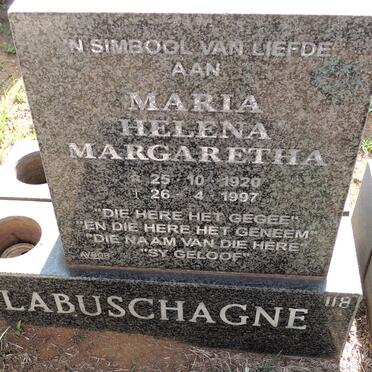 'N SIMBOOL VAN LIEFDE
AAN
MARIA
HELENA
MARGARETHA
* 25 · 10 · 1920
† 26 · 4 · 1997
"DIE HERE HET GEGEE"
"EN DIE HERE HET GENEEM"
"DIE NAAM VAN DIE HERE"
"SY GELOOF"
LABUSCHAGNE
118